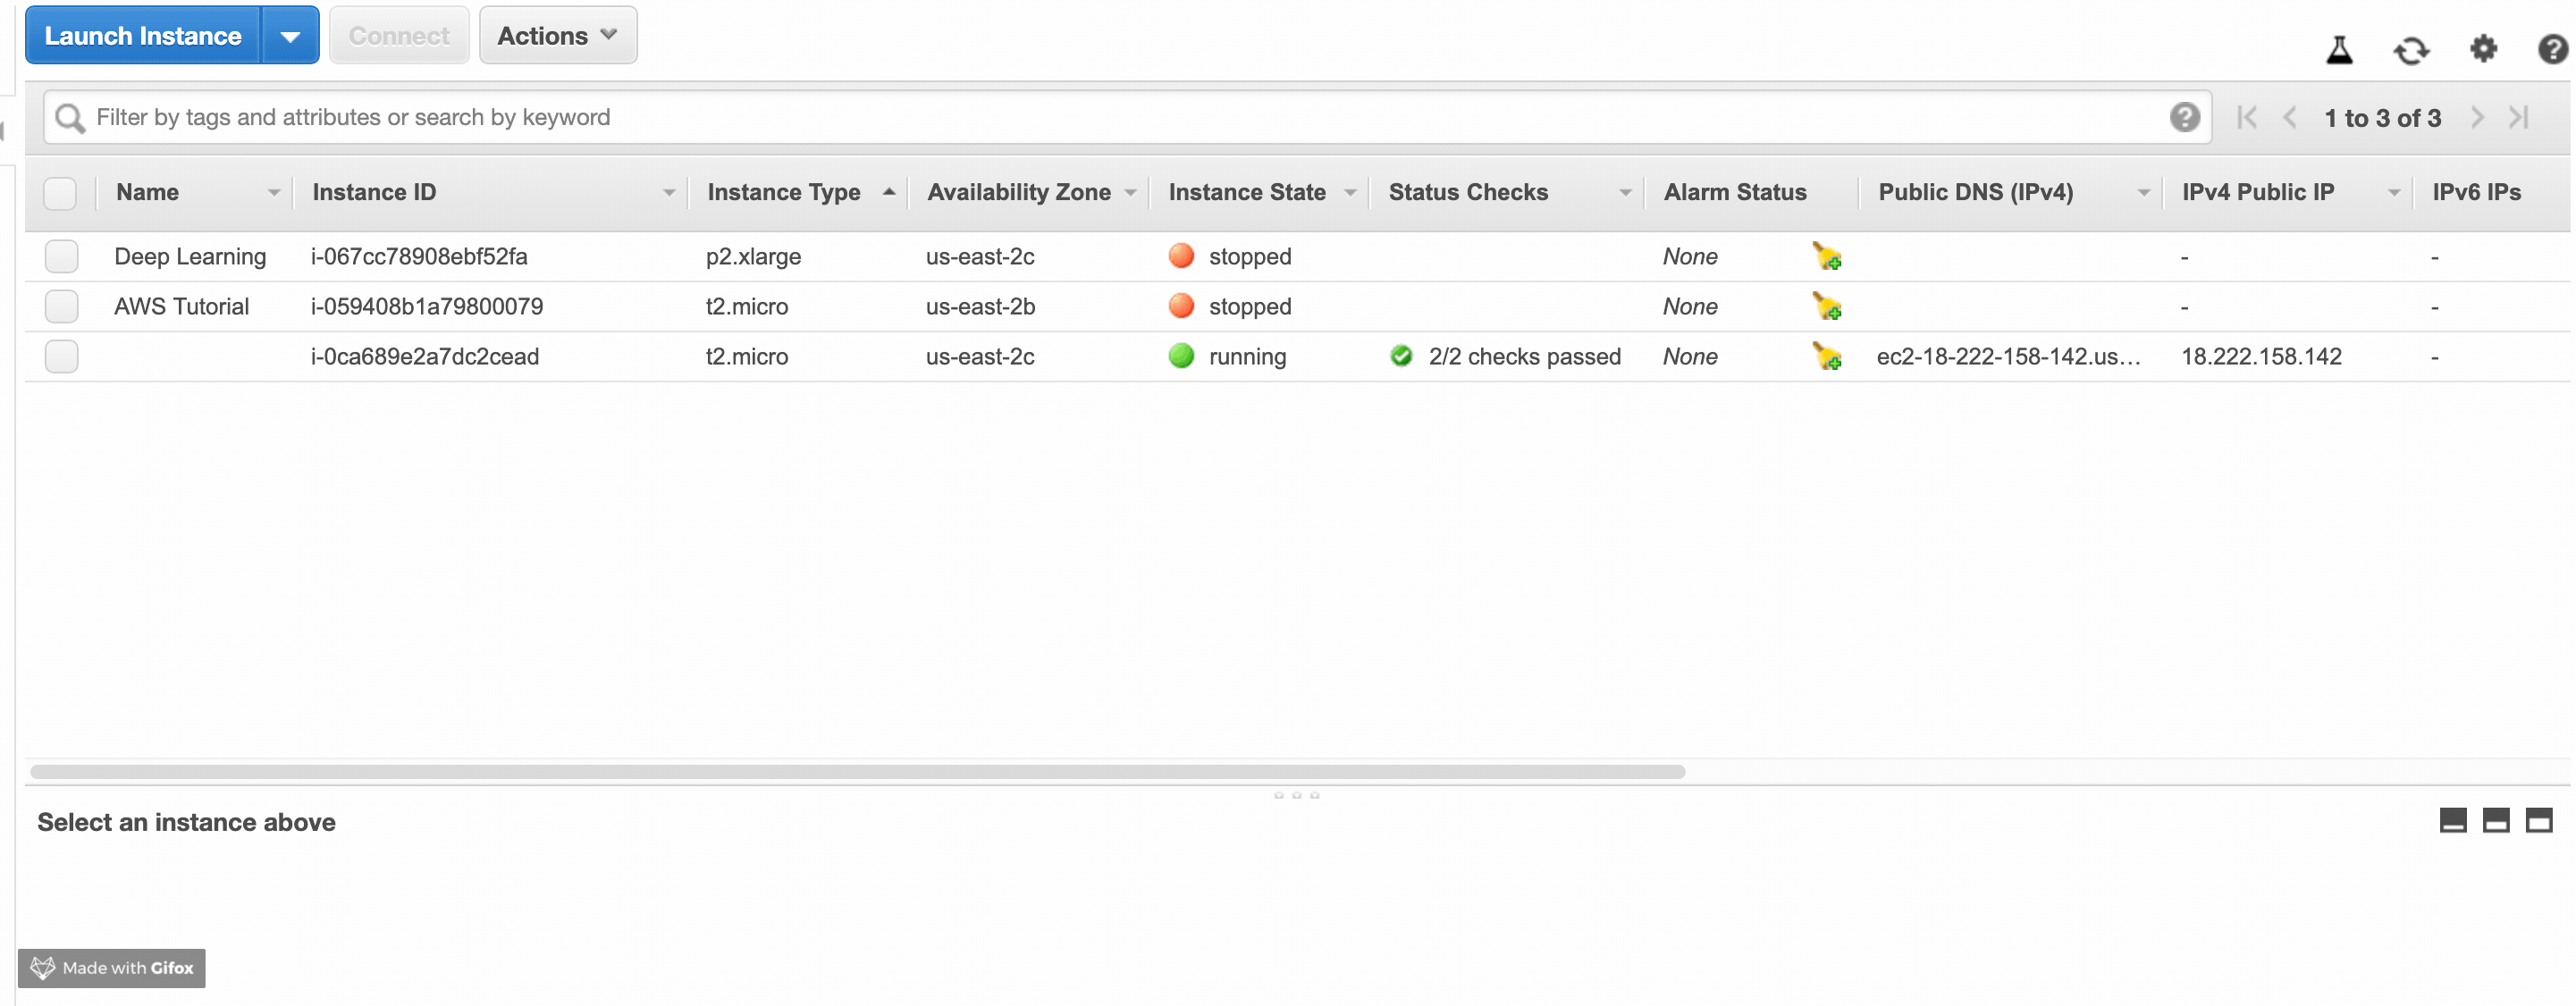 Launch Instance Connect Actions
Filter by tags and attributes or search by keyword ? 1 to 3 of 3 ?
Name Instance ID Instance Type Availability Zone Instance State Status Checks Alarm Status Public DNS (IPv4) IPv4 Public IP IPv6 IPs
Deep Learning i-067cc78908ebf52fa p2.xlarge us-east-2c stopped None - -
AWS Tutorial i-059408b1a79800079 t2.micro us-east-2b stopped None - -
i-0ca689e2a7dc2cead t2.micro us-east-2c running 2/2 checks passed None ec2-18-222-158-142.us... 18.222.158.142 -
Select an instance above
Made with Gifox